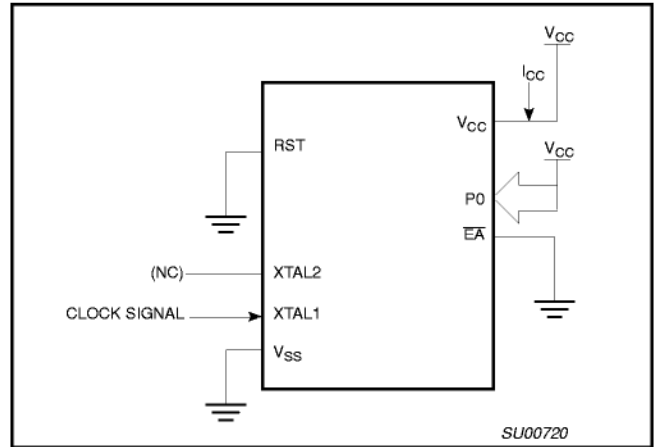 VCC
ICC
VCC
RST
VCC
P0
EA
(NC)
XTAL2
CLOCK SIGNAL
XTAL1
VSS
SU00720